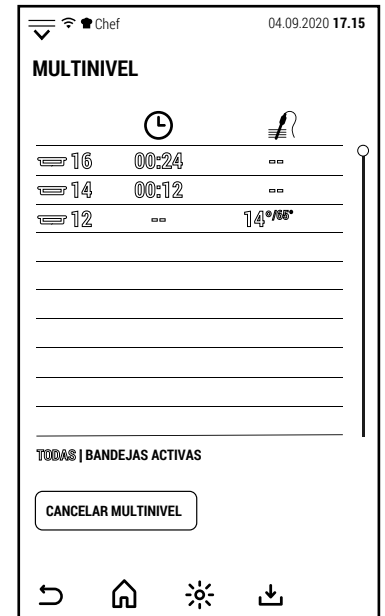 Chef 04.09.2020 17.15
MULTINIVEL
16 00:24 --
14 00:12 --
12 -- 14°/65°
TODAS | BANDEJAS ACTIVAS
CANCELAR MULTINIVEL